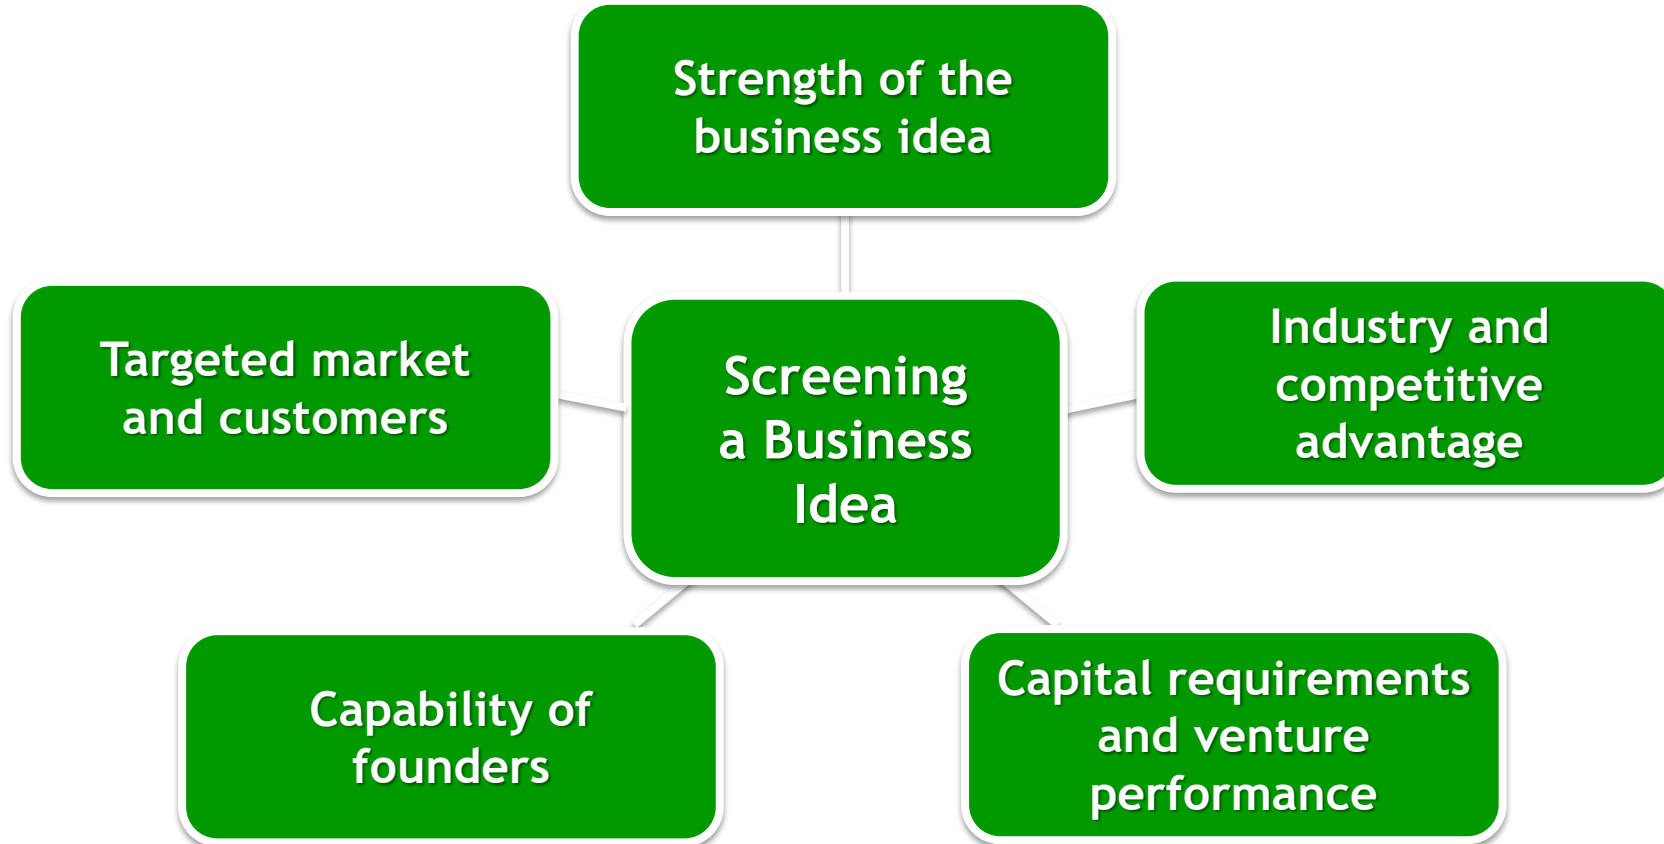 Strength of the
business idea
Targeted market
and customers
Screening
a Business
Idea
Industry and
competitive
advantage
Capability of
founders
Capital requirements
and venture
performance